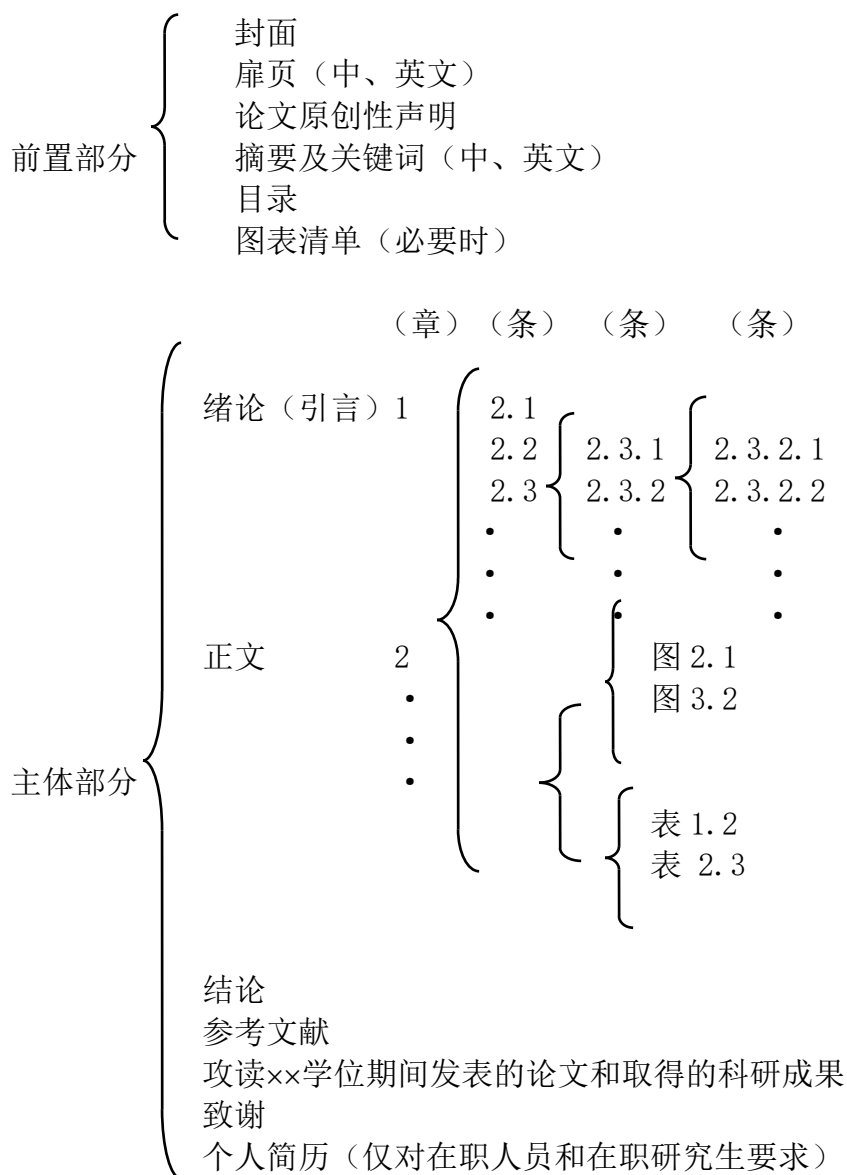 封面
扉页（中、英文）
论文原创性声明
前置部分 摘要及关键词（中、英文）
目录
图表清单（必要时）
（章）（条） （条） （条）
绪论（引言）1 2.1
2.2 2.3.1 2.3.2.1
2.3 2.3.2 2.3.2.2
正文 2 图 2.1
图 3.2
主体部分
表 1.2
表 2.3
结论
参考文献
攻读××学位期间发表的论文和取得的科研成果
致谢
个人简历（仅对在职人员和在职研究生要求）